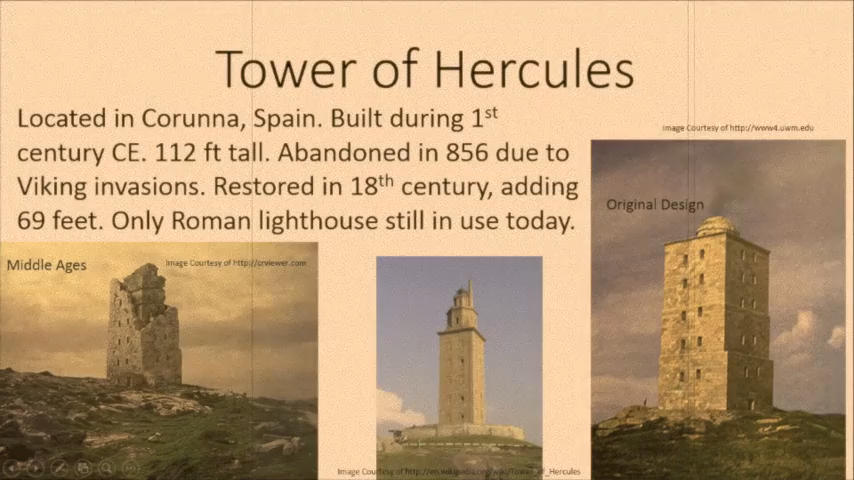 Tower of Hercules
Located in Corunna, Spain. Built during 1st
century CE. 112 ft tall. Abandoned in 856 due to
Viking invasions. Restored in 18th century, adding
69 feet. Only Roman lighthouse still in use today.
Image Courtesy of http://www4.uwm.edu
Original Design
Middle Ages
Image Courtesy of http://crviewer.com
Image Courtesy of http://en.wikipedia.org/wiki/Tower_of_Hercules